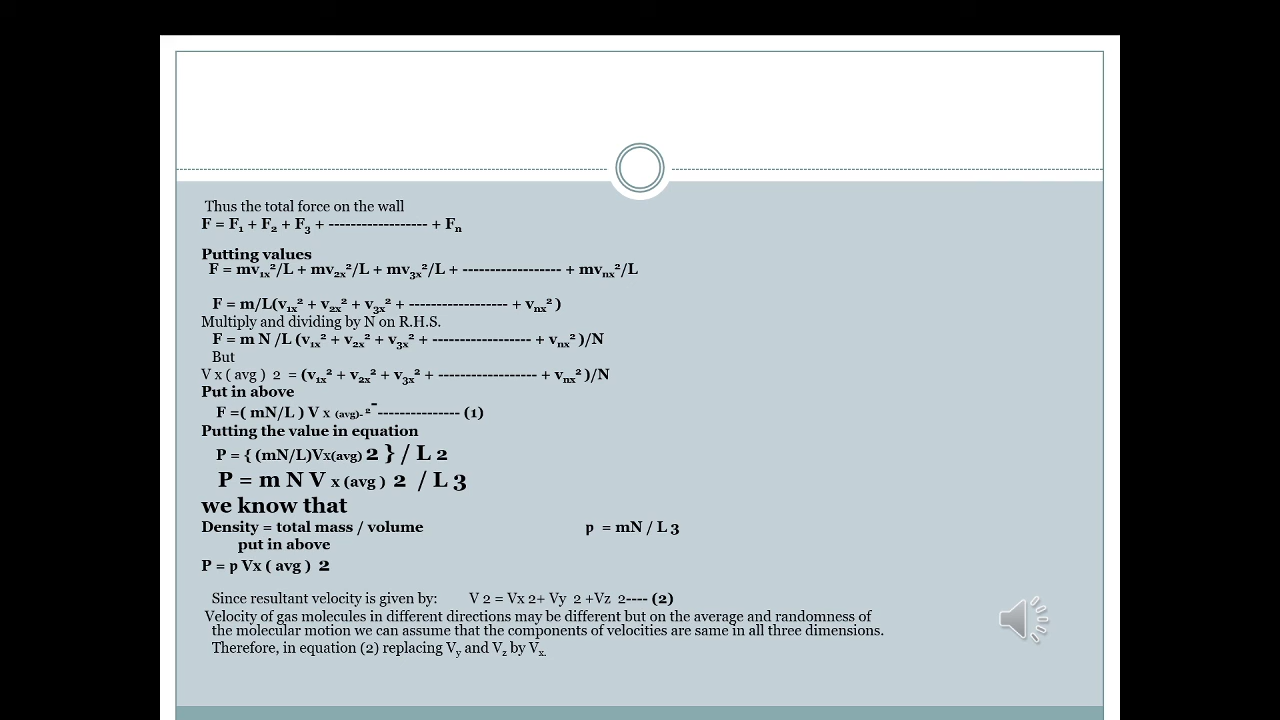 Thus the total force on the wall
F = F₁ + F₂ + F₃ + ------------------ + Fₙ
Putting values
F = mv₁ₓ²/L + mv₂ₓ²/L + mv₃ₓ²/L + ------------------ + mvₙₓ²/L
F = m/L(v₁ₓ² + v₂ₓ² + v₃ₓ² + ------------------ + vₙₓ² )
Multiply and dividing by N on R.H.S.
F = m N /L (v₁ₓ² + v₂ₓ² + v₃ₓ² + ------------------ + vₙₓ² )/N
But
V x ( avg ) 2 = (v₁ₓ² + v₂ₓ² + v₃ₓ² + ------------------ + vₙₓ² )/N
Put in above
F =( mN/L ) V x (avg)- ²⁻--------------- (1)
Putting the value in equation
P = { (mN/L)Vx(avg) 2 } / L 2
P = m N V x (avg ) 2 / L 3
we know that
Density = total mass / volume p = mN / L 3
put in above
P = p Vx ( avg ) 2
Since resultant velocity is given by: V 2 = Vx 2+ Vy 2 +Vz 2---- (2)
Velocity of gas molecules in different directions may be different but on the average and randomness of
the molecular motion we can assume that the components of velocities are same in all three dimensions.
Therefore, in equation (2) replacing Vy and Vz by Vx.